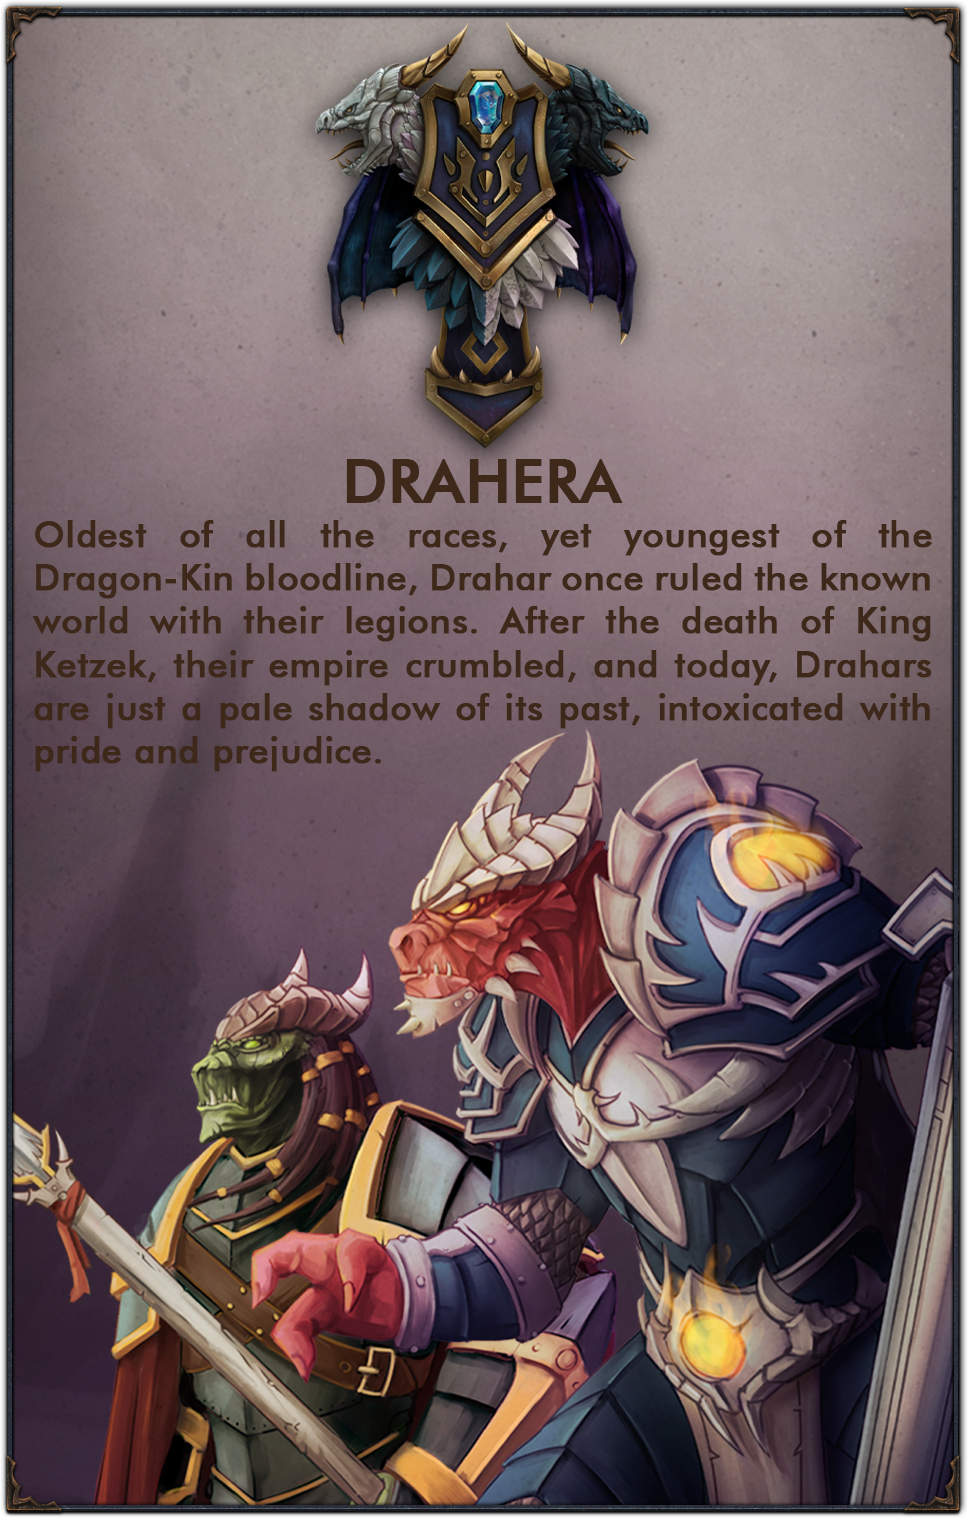 DRAHERA
Oldest of all the races, yet youngest of the
Dragon-Kin bloodline, Drahar once ruled the known
world with their legions. After the death of King
Ketzek, their empire crumbled, and today, Drahars
are just a pale shadow of its past, intoxicated with
pride and prejudice.